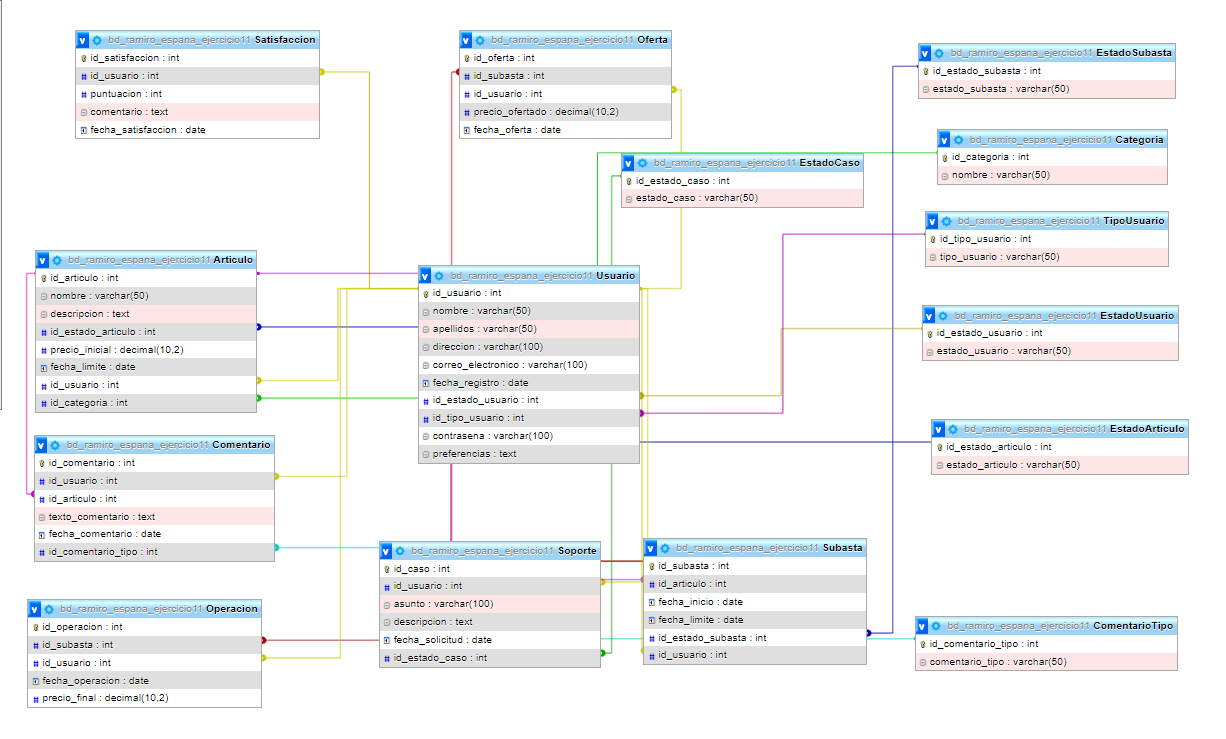 bd_ramiro_espana_ejercicio11 Satisfaccion
id_satisfaccion : int
id_usuario : int
puntuacion : int
comentario : text
fecha_satisfaccion : date
bd_ramiro_espana_ejercicio11 Oferta
id_oferta : int
id_subasta : int
id_usuario : int
precio_ofertado : decimal(10,2)
fecha_oferta : date
bd_ramiro_espana_ejercicio11 EstadoSubasta
id_estado_subasta : int
estado_subasta : varchar(50)
bd_ramiro_espana_ejercicio11 Categoria
id_categoria : int
nombre : varchar(50)
bd_ramiro_espana_ejercicio11 EstadoCaso
id_estado_caso : int
estado_caso : varchar(50)
bd_ramiro_espana_ejercicio11 TipoUsuario
id_tipo_usuario : int
tipo_usuario : varchar(50)
bd_ramiro_espana_ejercicio11 Articulo
id_articulo : int
nombre : varchar(50)
descripcion : text
id_estado_articulo : int
precio_inicial : decimal(10,2)
fecha_limite : date
id_usuario : int
id_categoria : int
bd_ramiro_espana_ejercicio11 Usuario
id_usuario : int
nombre : varchar(50)
apellidos : varchar(50)
direccion : varchar(100)
correo_electronico : varchar(100)
fecha_registro : date
id_estado_usuario : int
id_tipo_usuario : int
contrasena : varchar(100)
preferencias : text
bd_ramiro_espana_ejercicio11 EstadoUsuario
id_estado_usuario : int
estado_usuario : varchar(50)
bd_ramiro_espana_ejercicio11 EstadoArticulo
id_estado_articulo : int
estado_articulo : varchar(50)
bd_ramiro_espana_ejercicio11 Comentario
id_comentario : int
id_usuario : int
id_articulo : int
texto_comentario : text
fecha_comentario : date
id_comentario_tipo : int
bd_ramiro_espana_ejercicio11 Soporte
id_caso : int
id_usuario : int
asunto : varchar(100)
descripcion : text
fecha_solicitud : date
id_estado_caso : int
bd_ramiro_espana_ejercicio11 Subasta
id_subasta : int
id_articulo : int
fecha_inicio : date
fecha_limite : date
id_estado_subasta : int
id_usuario : int
bd_ramiro_espana_ejercicio11 Operacion
id_operacion : int
id_subasta : int
id_usuario : int
fecha_operacion : date
precio_final : decimal(10,2)
bd_ramiro_espana_ejercicio11 ComentarioTipo
id_comentario_tipo : int
comentario_tipo : varchar(50)